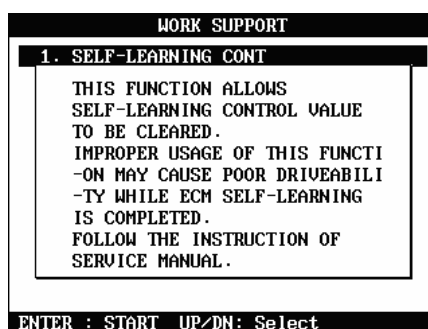 WORK SUPPORT
1. SELF-LEARNING CONT
THIS FUNCTION ALLOWS
SELF-LEARNING CONTROL VALUE
TO BE CLEARED.
IMPROPER USAGE OF THIS FUNCTI
-ON MAY CAUSE POOR DRIVEABILI
-TY WHILE ECM SELF-LEARNING
IS COMPLETED.
FOLLOW THE INSTRUCTION OF
SERVICE MANUAL.
ENTER : START UP/DN: Select